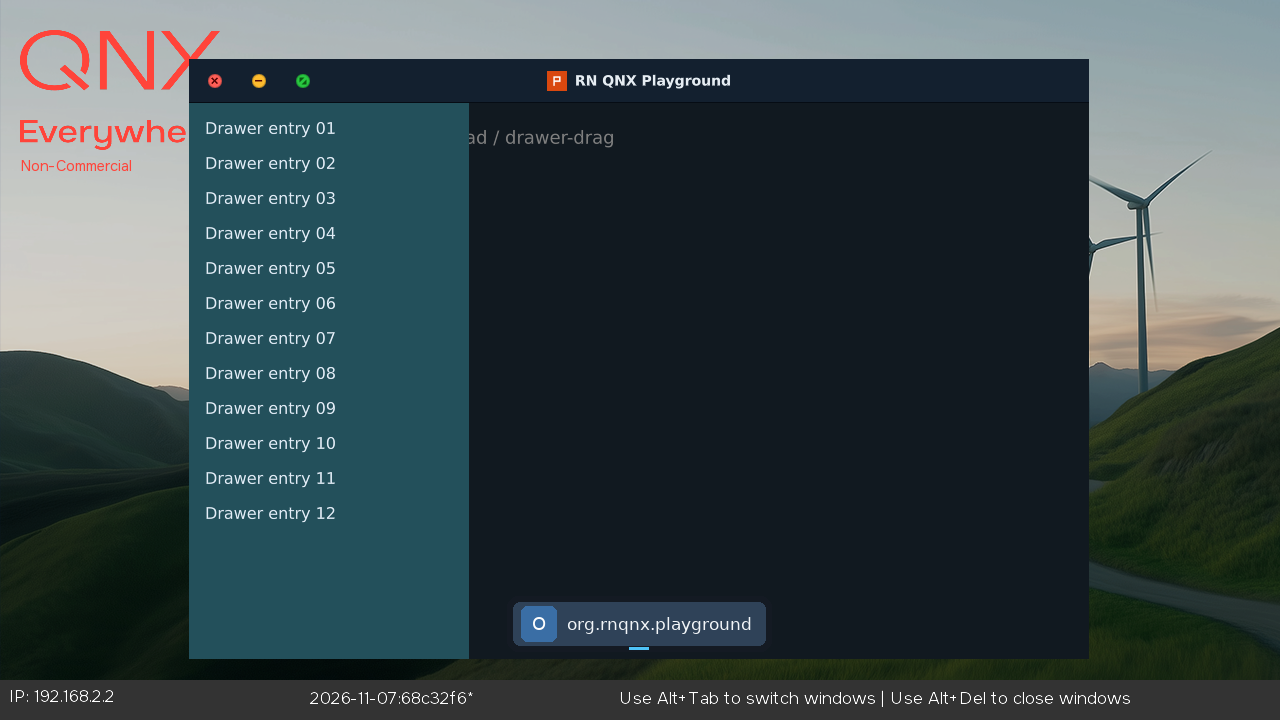 QNX
Everywhe
Non-Commercial
RN QNX Playground
Drawer entry 01
ad / drawer-drag
Drawer entry 02
Drawer entry 03
Drawer entry 04
Drawer entry 05
Drawer entry 06
Drawer entry 07
Drawer entry 08
Drawer entry 09
Drawer entry 10
Drawer entry 11
Drawer entry 12
O org.rnqnx.playground
IP: 192.168.2.2
2026-11-07:68c32f6*
Use Alt+Tab to switch windows | Use Alt+Del to close windows